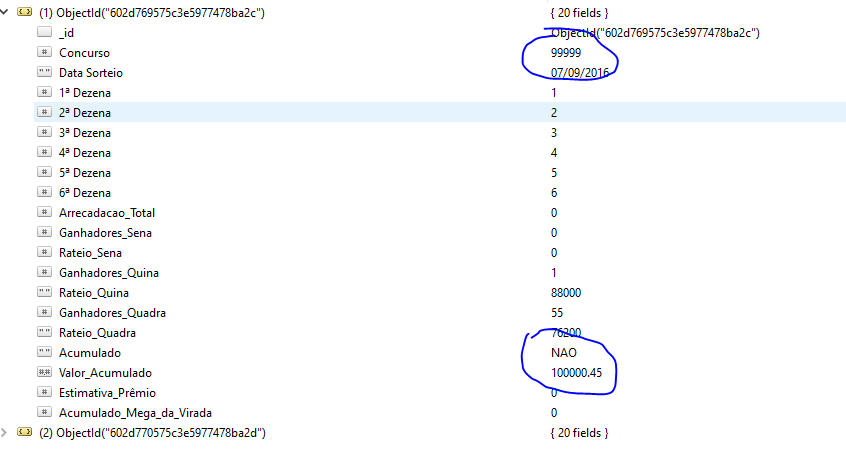 (1) ObjectId("602d769575c3e5977478ba2c") { 20 fields }
_id ObjectId("602d769575c3e5977478ba2c")
# Concurso 99999
"" Data Sorteio 07/09/2016
# 1ª Dezena 1
# 2ª Dezena 2
# 3ª Dezena 3
# 4ª Dezena 4
# 5ª Dezena 5
# 6ª Dezena 6
# Arrecadacao_Total 0
# Ganhadores_Sena 0
# Rateio_Sena 0
# Ganhadores_Quina 1
"" Rateio_Quina 88000
# Ganhadores_Quadra 55
"" Rateio_Quadra 76200
"" Acumulado NAO
## Valor_Acumulado 100000.45
# Estimativa_Prêmio 0
# Acumulado_Mega_da_Virada 0
(2) ObjectId("602d770575c3e5977478ba2d") { 20 fields }